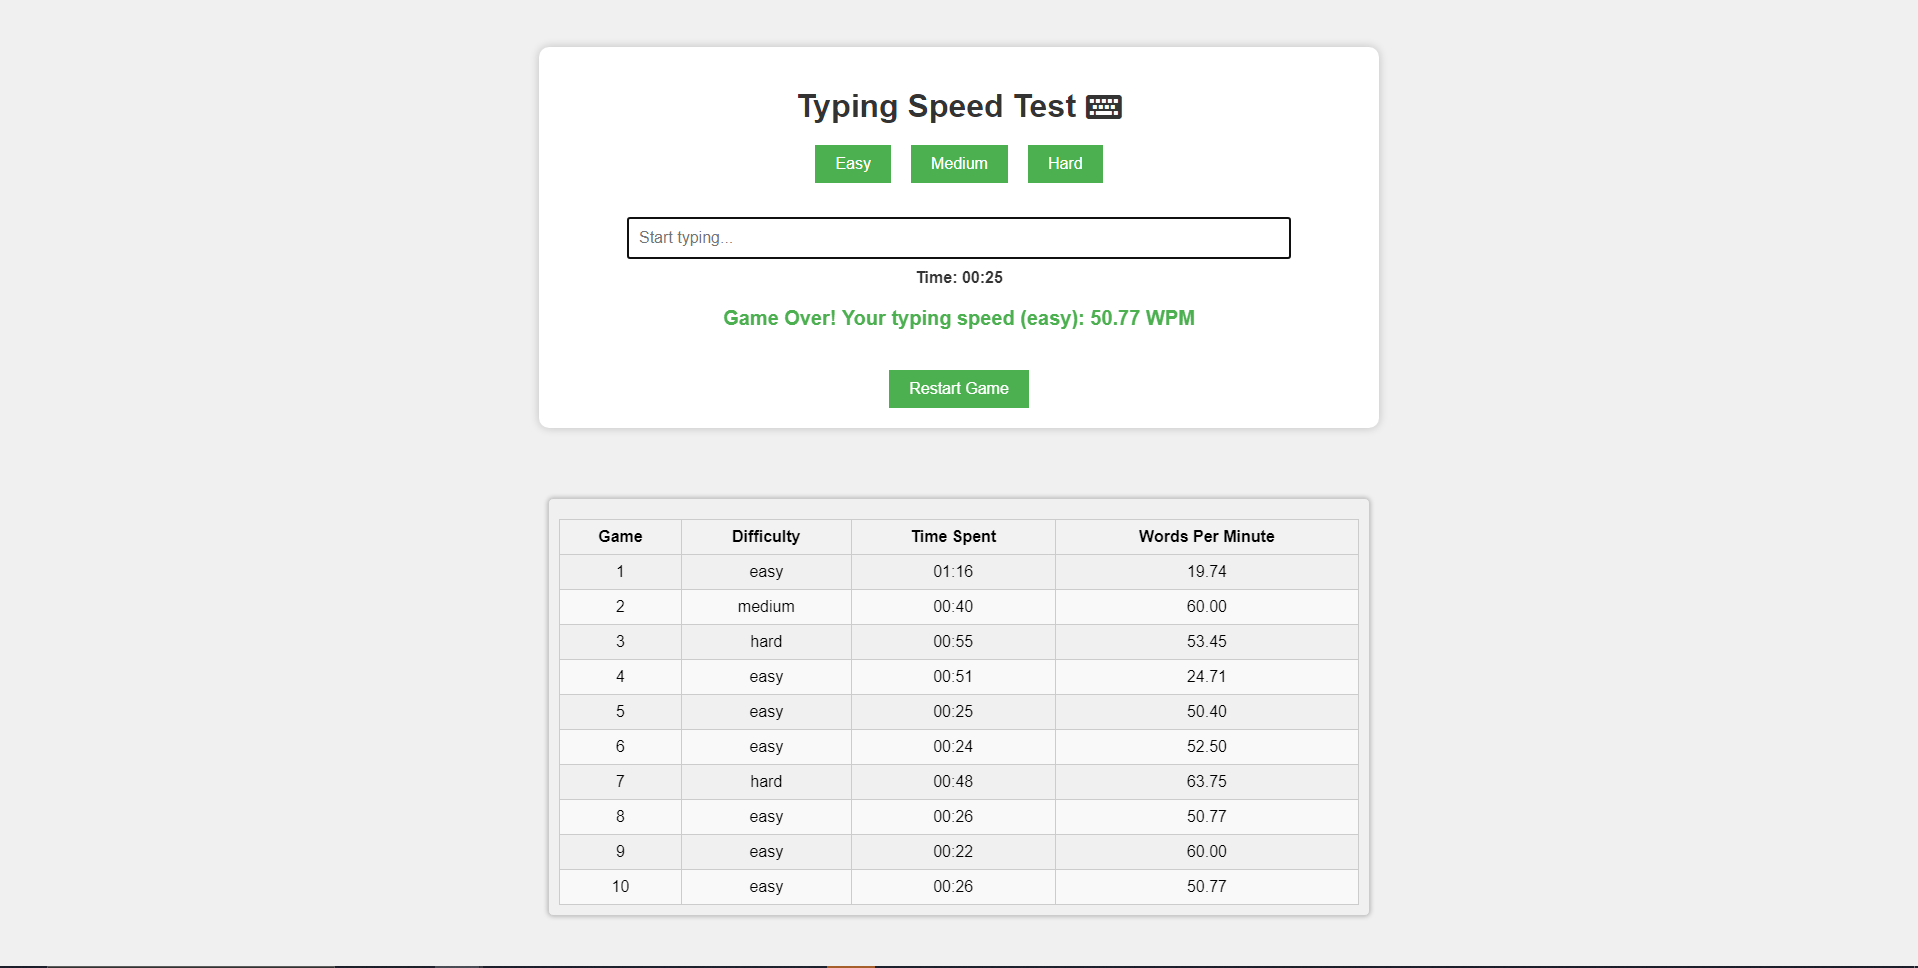 Typing Speed Test
Easy Medium Hard
Start typing...
Time: 00:25
Game Over! Your typing speed (easy): 50.77 WPM
Restart Game
Game Difficulty Time Spent Words Per Minute
1 easy 01:16 19.74
2 medium 00:40 60.00
3 hard 00:55 53.45
4 easy 00:51 24.71
5 easy 00:25 50.40
6 easy 00:24 52.50
7 hard 00:48 63.75
8 easy 00:26 50.77
9 easy 00:22 60.00
10 easy 00:26 50.77